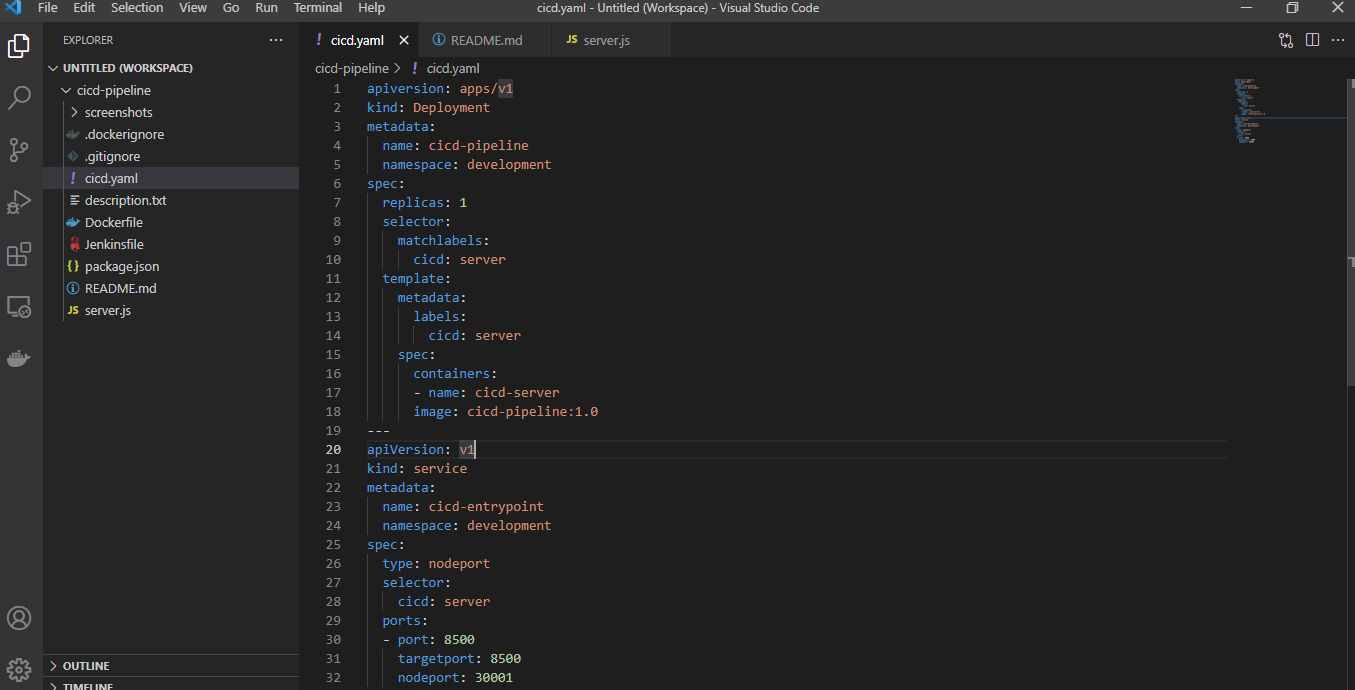 File Edit Selection View Go Run Terminal Help cicd.yaml - Untitled (Workspace) - Visual Studio Code
EXPLORER
UNTITLED (WORKSPACE)
cicd-pipeline
screenshots
.dockerignore
.gitignore
! cicd.yaml
description.txt
Dockerfile
Jenkinsfile
{} package.json
README.md
JS server.js
OUTLINE
TIMELINE
! cicd.yaml README.md JS server.js
cicd-pipeline > ! cicd.yaml
1 apiversion: apps/v1
2 kind: Deployment
3 metadata:
4 name: cicd-pipeline
5 namespace: development
6 spec:
7 replicas: 1
8 selector:
9 matchlabels:
10 cicd: server
11 template:
12 metadata:
13 labels:
14 cicd: server
15 spec:
16 containers:
17 - name: cicd-server
18 image: cicd-pipeline:1.0
19 ---
20 apiVersion: v1
21 kind: service
22 metadata:
23 name: cicd-entrypoint
24 namespace: development
25 spec:
26 type: nodeport
27 selector:
28 cicd: server
29 ports:
30 - port: 8500
31 targetport: 8500
32 nodeport: 30001